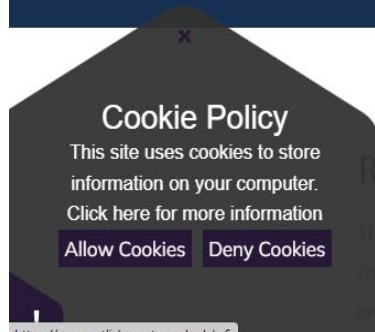 x
Cookie Policy
This site uses cookies to store
information on your computer.
Click here for more information
Allow Cookies Deny Cookies
!